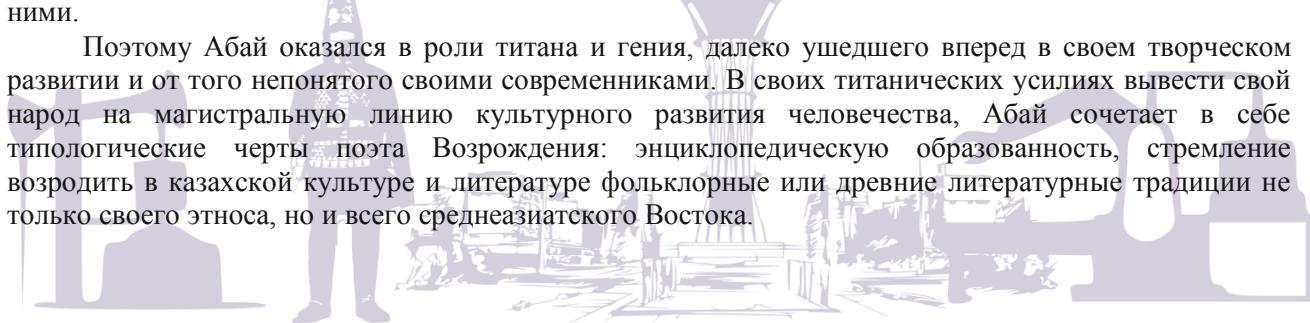 ними.
Поэтому Абай оказался в роли титана и гения, далеко ушедшего вперед в своем творческом
развитии и от того непонятого своими современниками. В своих титанических усилиях вывести свой
народ на магистральную линию культурного развития человечества, Абай сочетает в себе
типологические черты поэта Возрождения: энциклопедическую образованность, стремление
возродить в казахской культуре и литературе фольклорные или древние литературные традиции не
только своего этноса, но и всего среднеазиатского Востока.